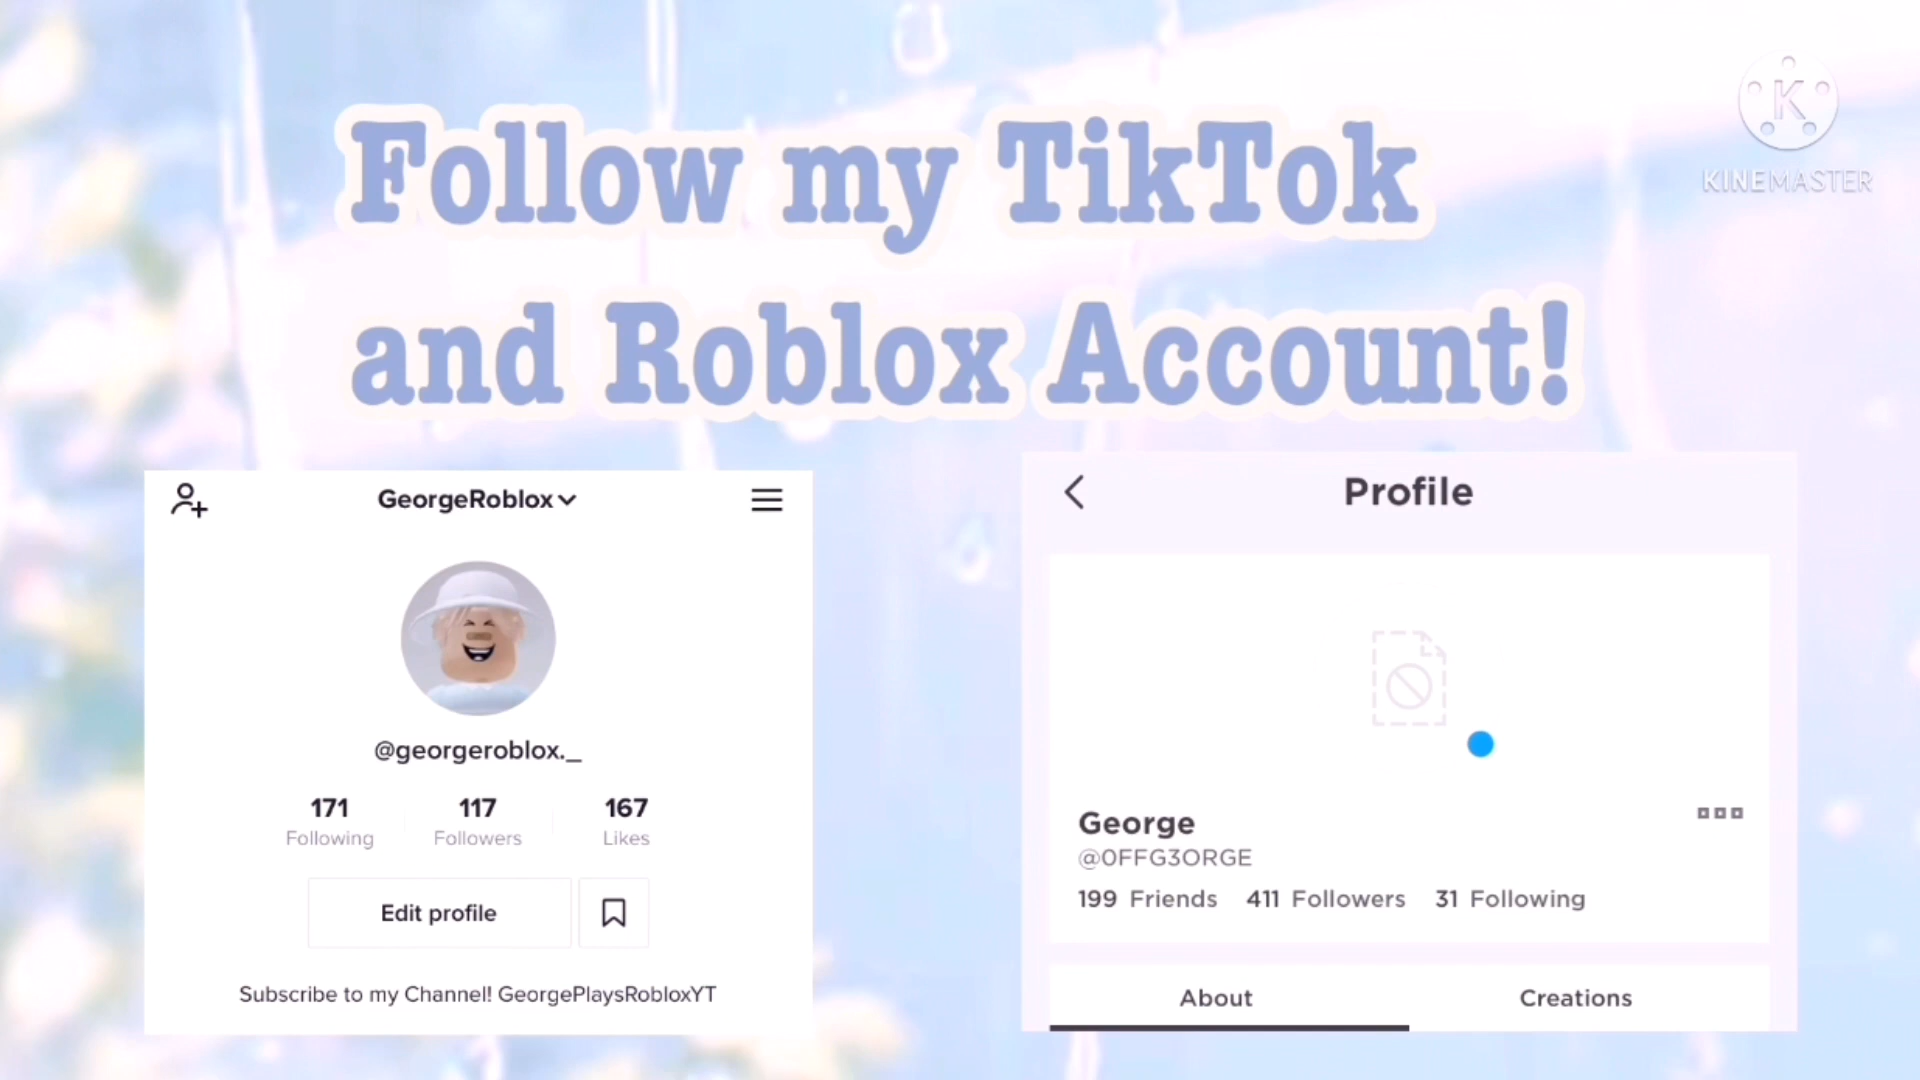 Follow my TikTok
and Roblox Account!
K
KINEMASTER
GeorgeRoblox
@georgeroblox._
171 117 167
Following Followers Likes
Edit profile
Subscribe to my Channel! GeorgePlaysRobloxYT
Profile
George
@0FFG3ORGE
199 Friends 411 Followers 31 Following
About Creations